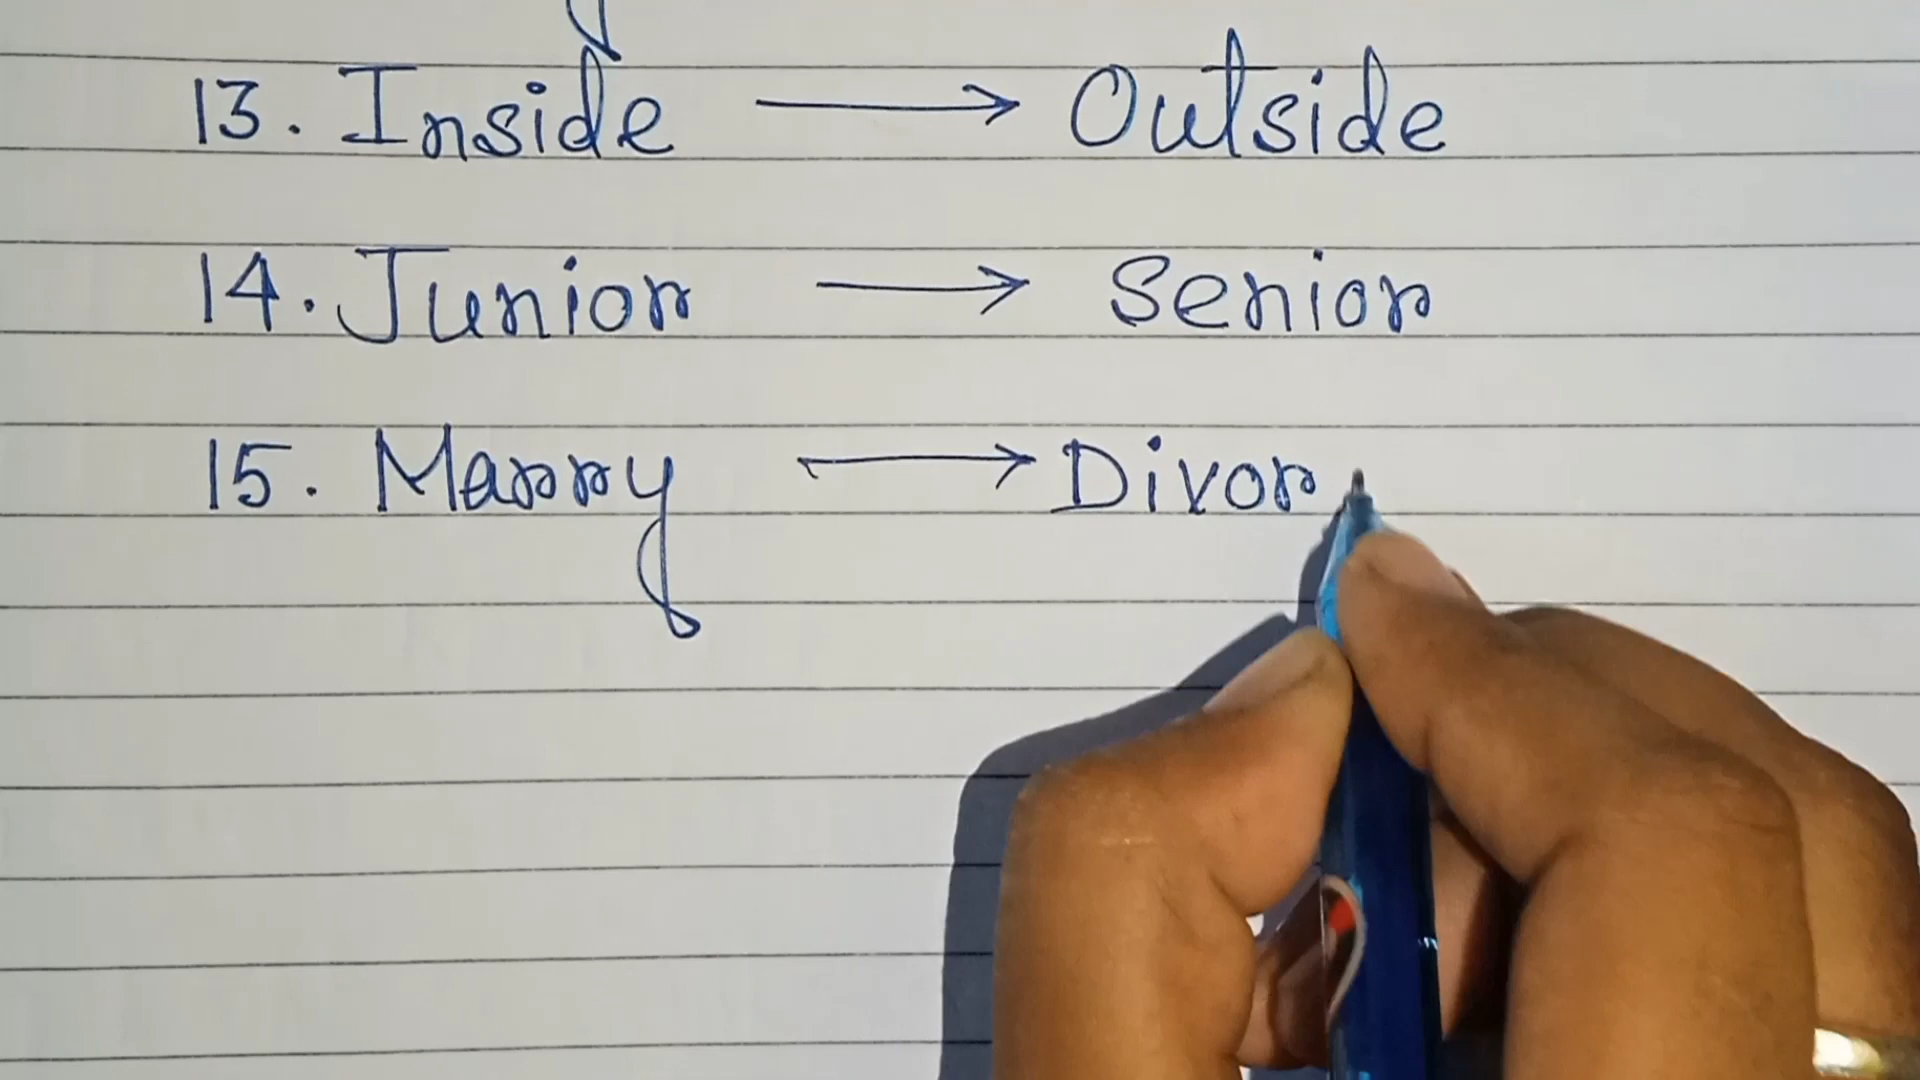 13. Inside → Outside
14. Junior → Senior
15. Marry → Divor